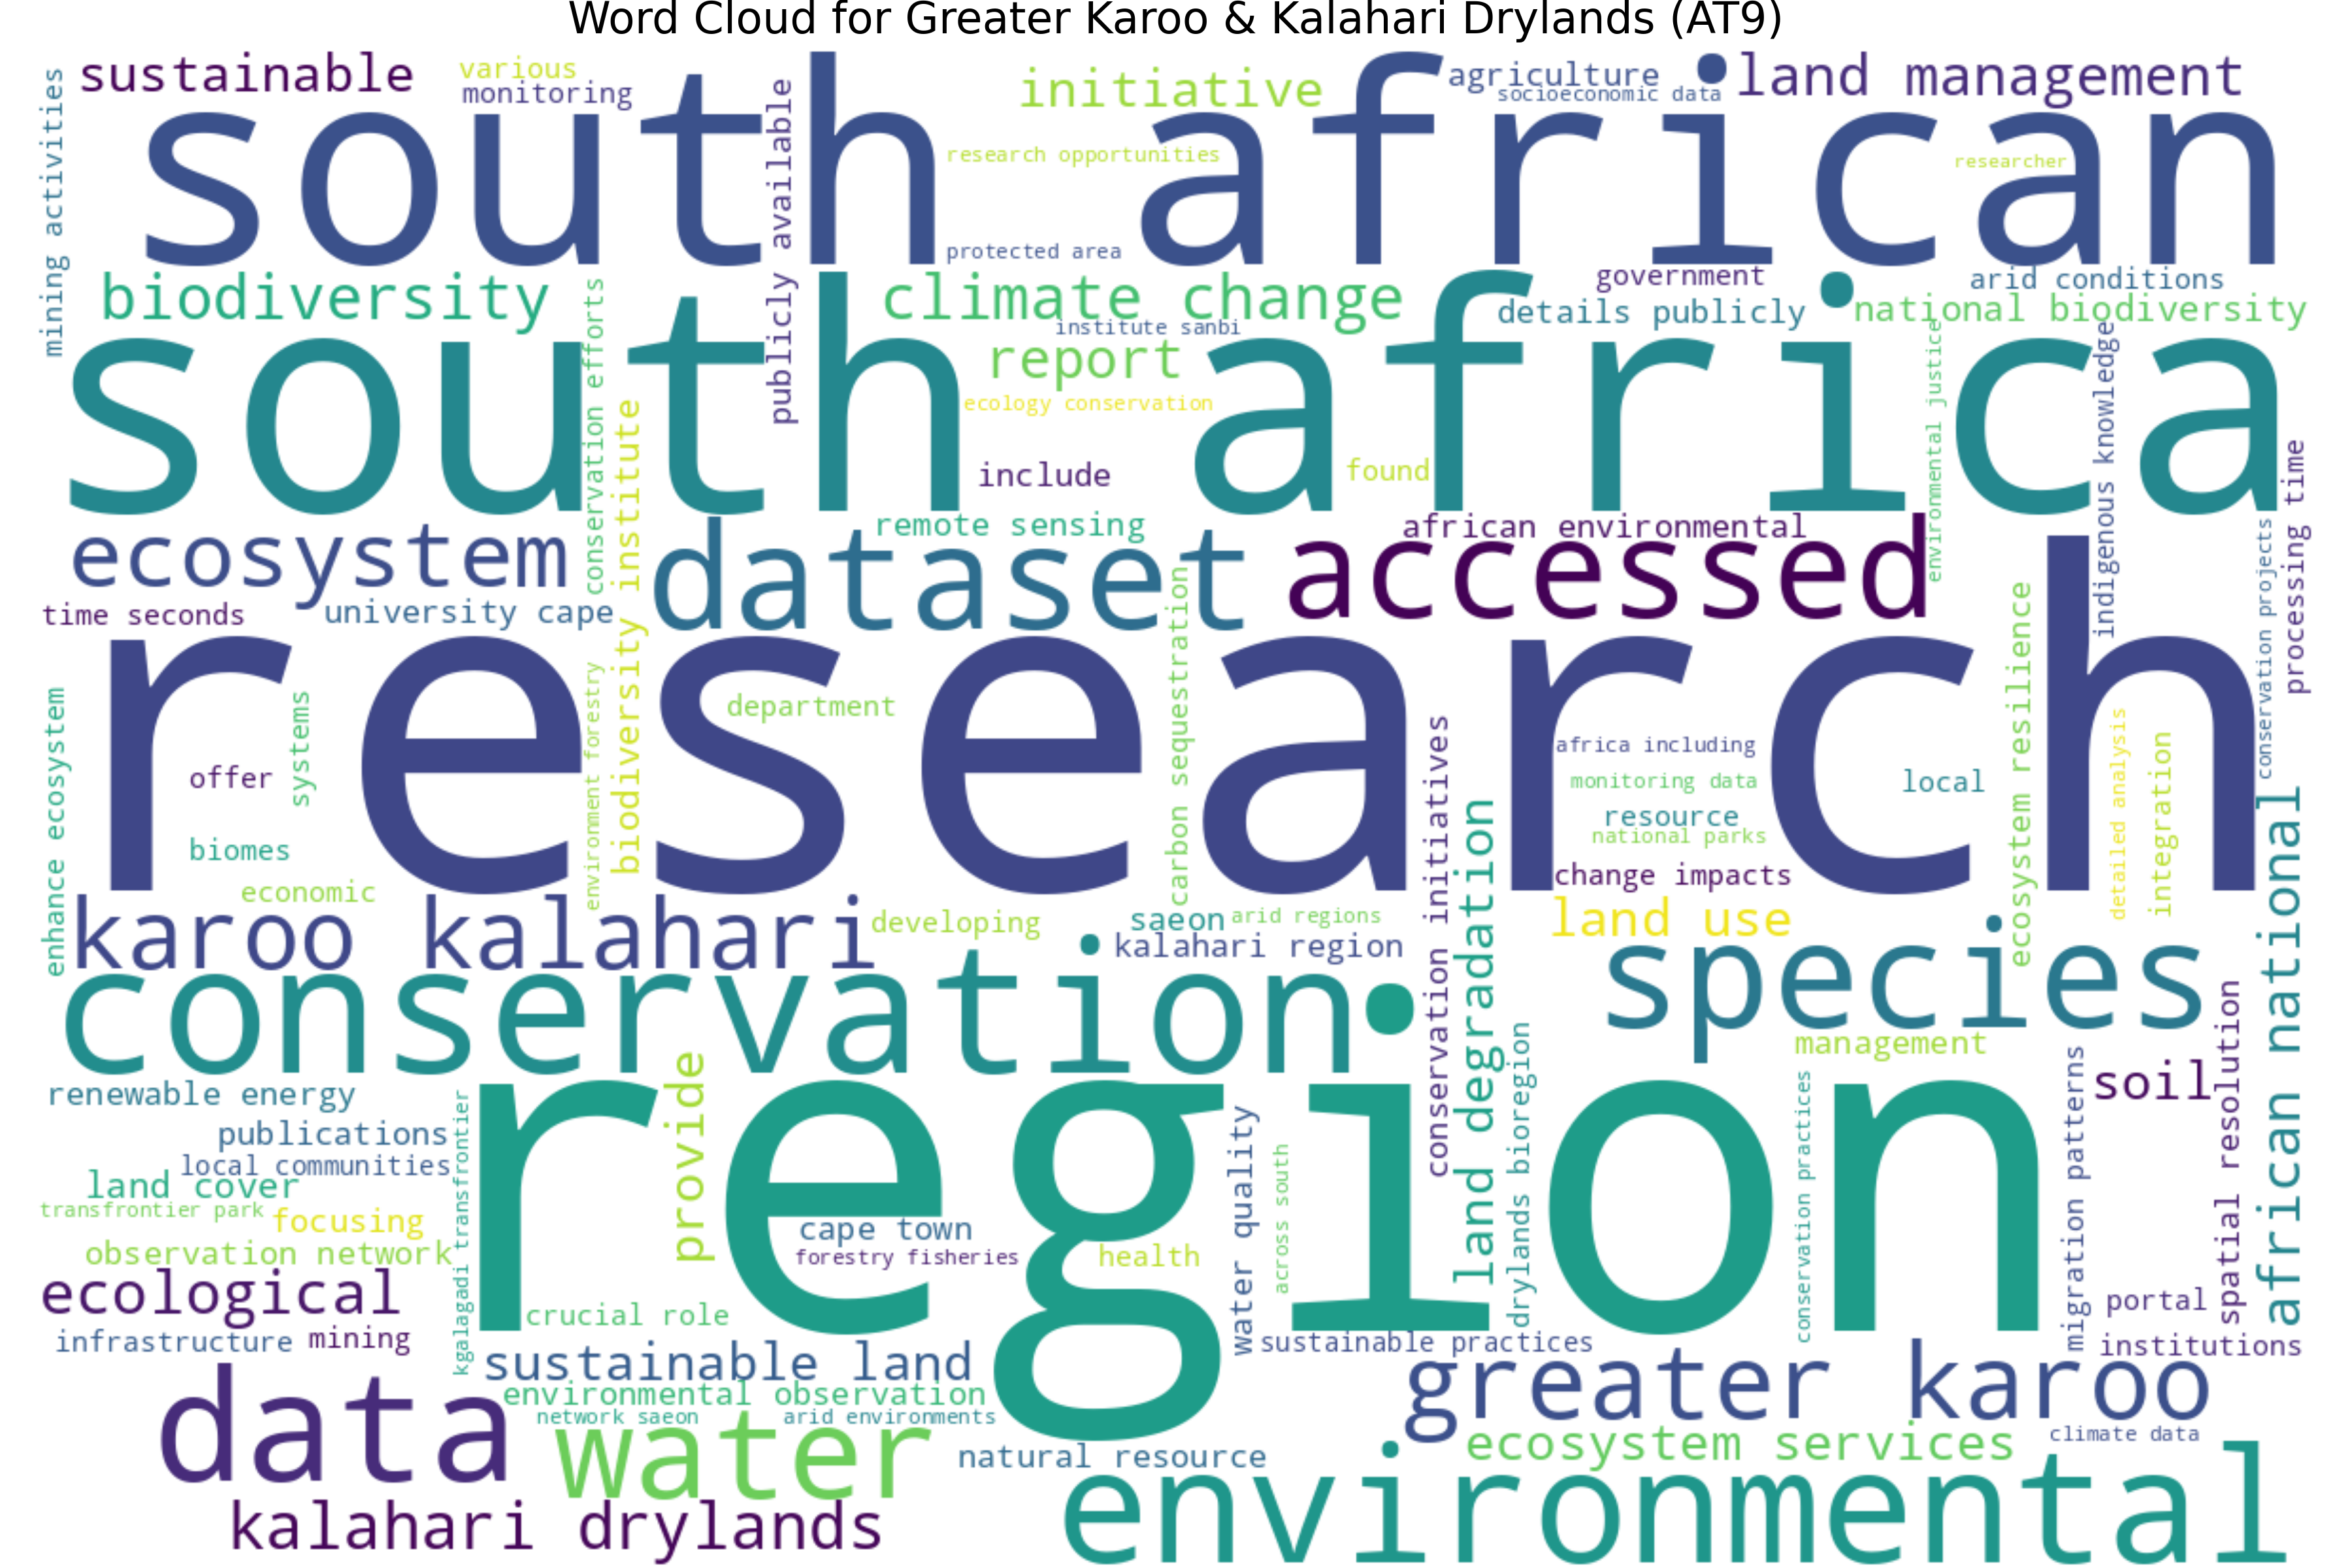 Word Cloud for Greater Karoo & Kalahari Drylands (AT9)
sustainable
various
monitoring
initiative
agriculture
socioeconomic data
land management
mining activities
south african
publicly available
research opportunities
researcher
protected area
biodiversity
climate change
government
arid conditions
details publicly
national biodiversity
institute sanbi
south africa
conservation efforts
report
ecology conservation
environmental justice
indigenous knowledge
include
found
processing time
biodiversity institute
ecosystem
remote sensing
dataset
african environmental
accessed
conservation projects
time seconds
university cape
carbon sequestration
ecosystem resilience
research
enhance ecosystem
systems
environment forestry
department
offer
africa including
monitoring data
local
resource
national parks
detailed analysis
integration
biomes
economic
change impacts
conservation initiatives
land degradation
african national
karoo kalahari
developing
saeon
arid regions
kalahari region
land use
species
conservation
management
soil
spatial resolution
renewable energy
publications
local communities
land cover
transfrontier park
focusing
observation network
kgalagadi transfrontier
provide
region
cape town
forestry fisheries
health
water quality
across south
drylands bioregion
conservation practices
migration patterns
ecological
crucial role
portal
infrastructure
mining
sustainable practices
institutions
sustainable land
greater karoo
data
environmental observation
network saeon
arid environments
water
natural resource
ecosystem services
climate data
kalahari drylands
environmental